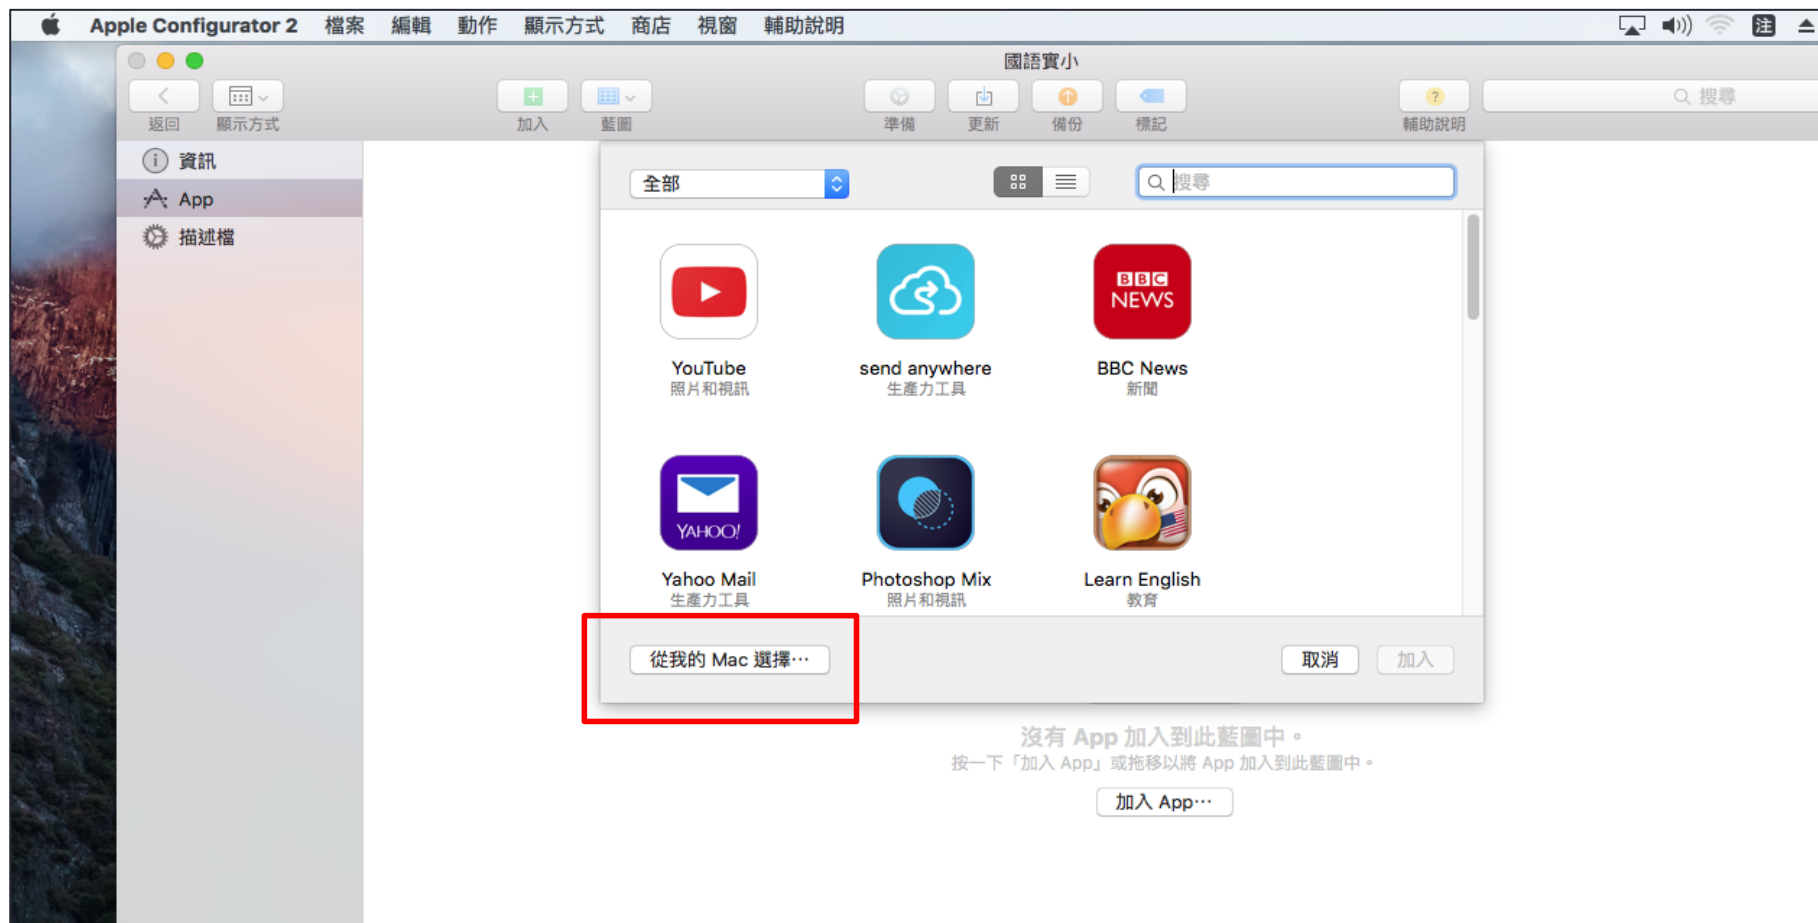 Apple Configurator 2 檔案 編輯 動作 顯示方式 商店 視窗 輔助說明 注
國語實小
搜尋
返回 顯示方式 加入 藍圖 準備 更新 備份 標記 輔助說明
資訊
App
描述檔
全部 搜尋
BBC
NEWS
YouTube send anywhere BBC News
照片和視訊 生產力工具 新聞
YAHOO!
Yahoo Mail Photoshop Mix Learn English
生產力工具 照片和視訊 教育
從我的 Mac 選擇⋯ 取消 加入
沒有 App 加入到此藍圖中。
按一下「加入 App」或拖移以將 App 加入到此藍圖中。
加入 App⋯